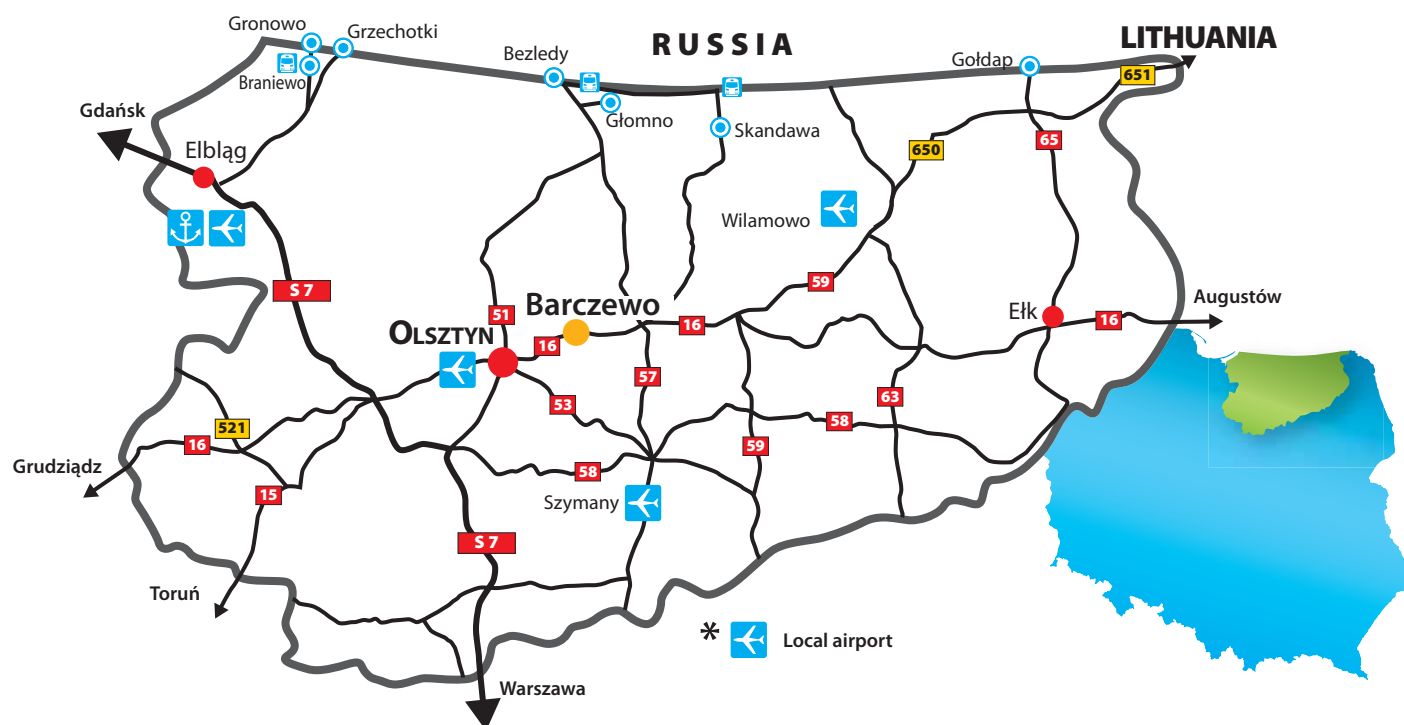 Gronowo
Grzechotki
RUSSIA
LITHUANIA
Bezledy
Gołdap
Braniewo
651
Gdańsk
Głomno
Skandawa
65
650
Elbląg
Wilamowo
S 7
59
Barczewo
Augustów
51
16
16
Ełk
16
OLSZTYN
57
53
63
58
521
16
59
Grudziądz
58
15
Szymany
S 7
Toruń
* Local airport
Warszawa